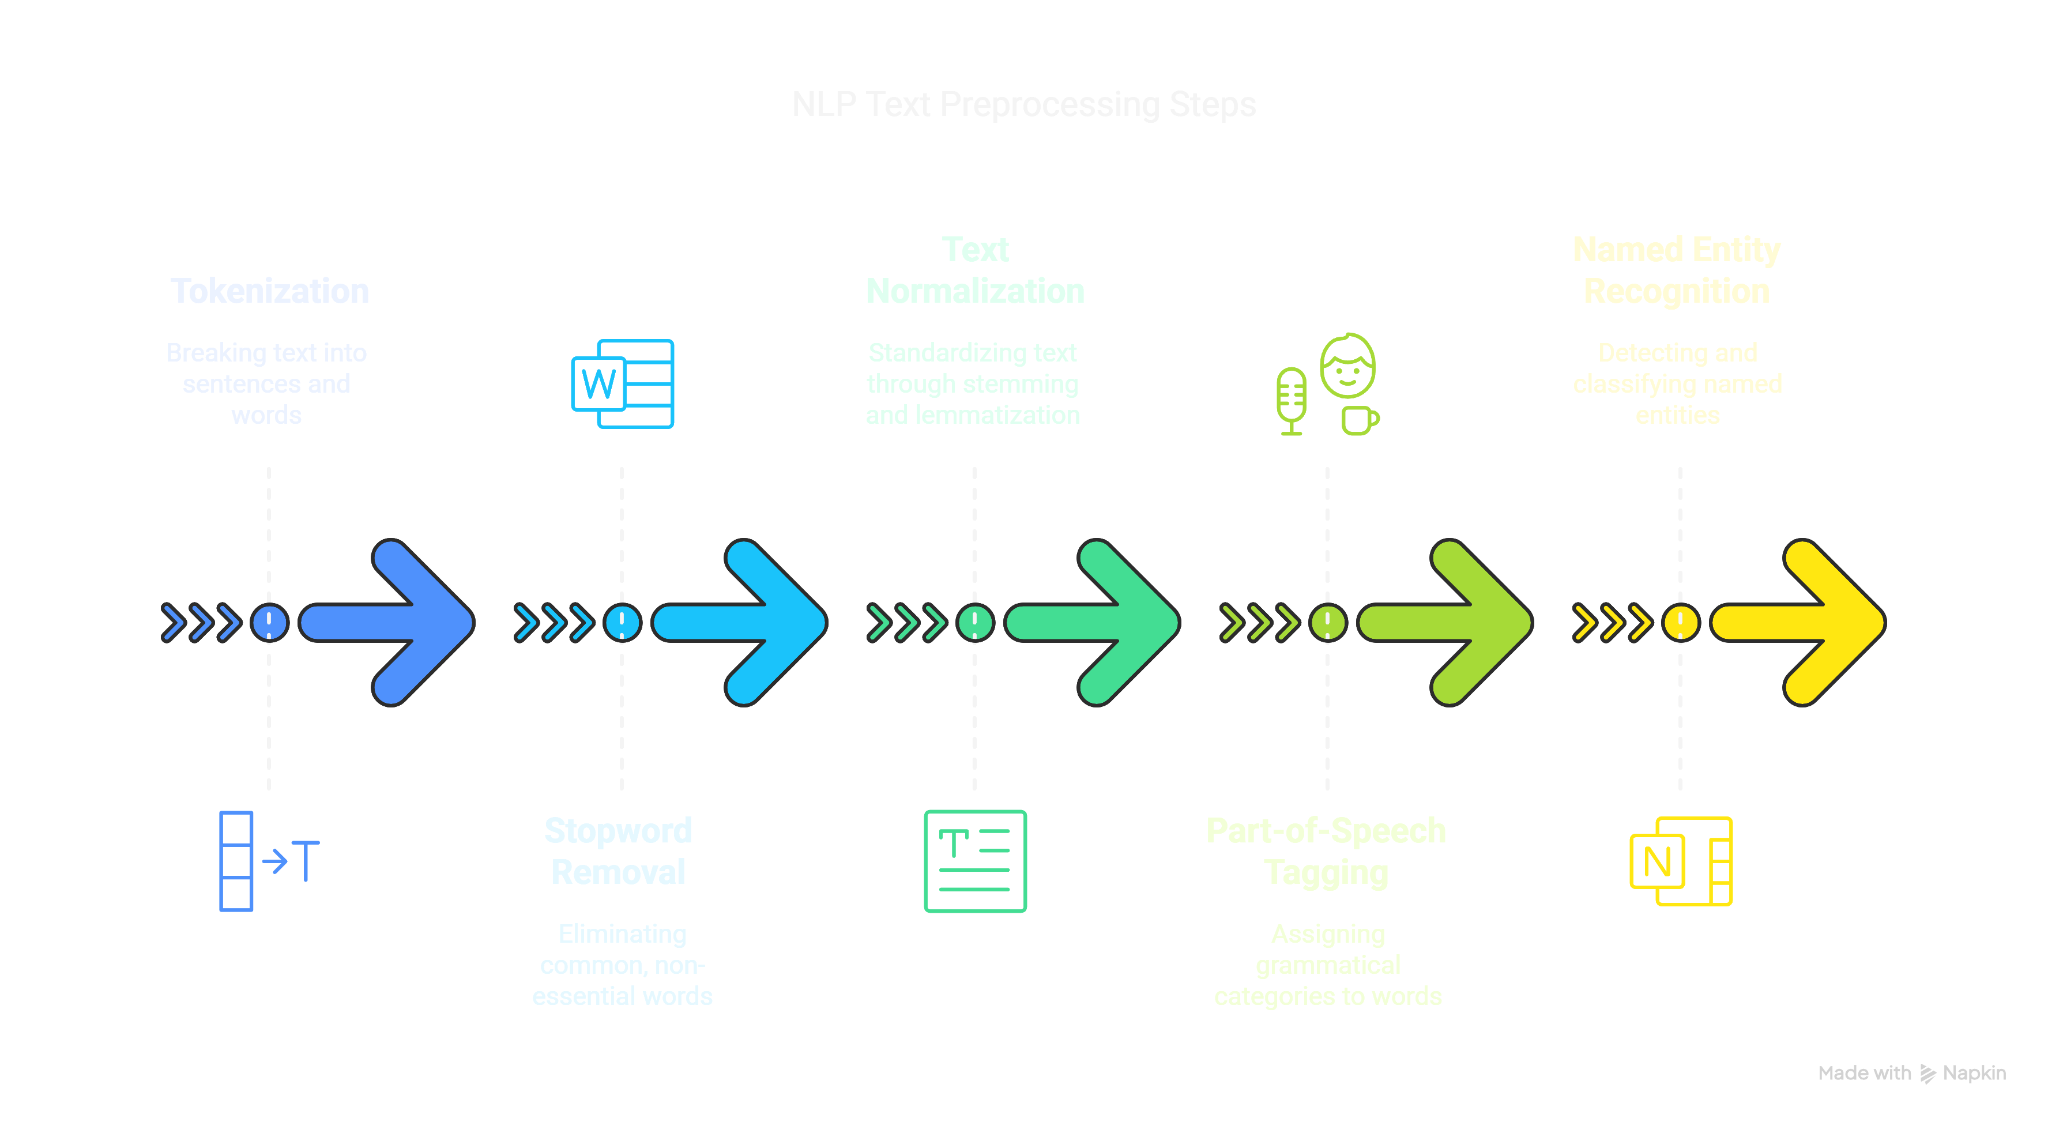 NLP Text Preprocessing Steps
Tokenization
Breaking text into
sentences and
words
W
Text
Normalization
Standardizing text
through stemming
and lemmatization
Named Entity
Recognition
Detecting and
classifying named
entities
T
Stopword
Removal
Eliminating
common, non-
essential words
T
Part-of-Speech
Tagging
Assigning
grammatical
categories to words
N
Made with Napkin